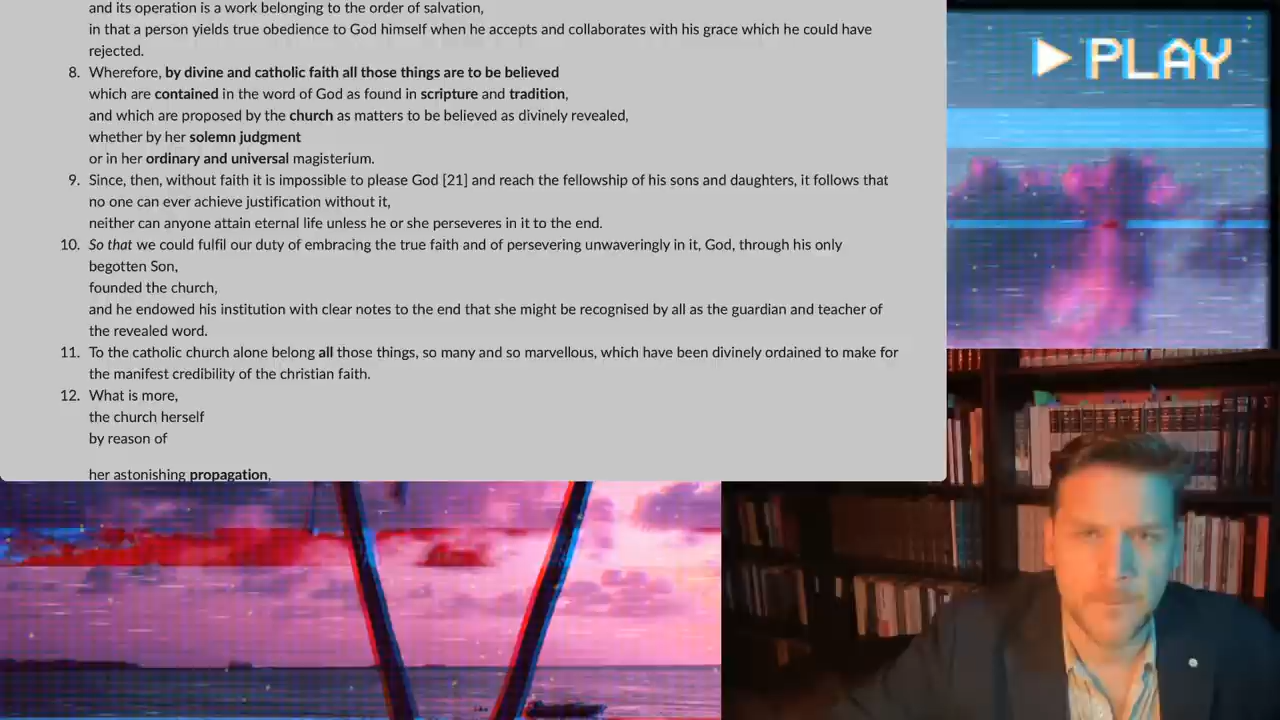 and its operation is a work belonging to the order of salvation,
in that a person yields true obedience to God himself when he accepts and collaborates with his grace which he could have
rejected.
8. Wherefore, by divine and catholic faith all those things are to be believed
which are contained in the word of God as found in scripture and tradition,
and which are proposed by the church as matters to be believed as divinely revealed,
whether by her solemn judgment
or in her ordinary and universal magisterium.
9. Since, then, without faith it is impossible to please God [21] and reach the fellowship of his sons and daughters, it follows that
no one can ever achieve justification without it,
neither can anyone attain eternal life unless he or she perseveres in it to the end.
10. So that we could fulfil our duty of embracing the true faith and of persevering unwaveringly in it, God, through his only
begotten Son,
founded the church,
and he endowed his institution with clear notes to the end that she might be recognised by all as the guardian and teacher of
the revealed word.
11. To the catholic church alone belong all those things, so many and so marvellous, which have been divinely ordained to make for
the manifest credibility of the christian faith.
12. What is more,
the church herself
by reason of
her astonishing propagation,
PLAY